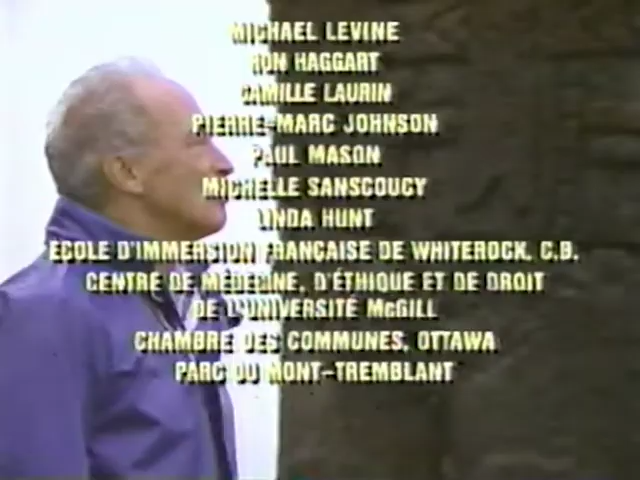 MICHAEL LEVINE
RON HAGGART
CAMILLE LAURIN
PIERRE-MARC JOHNSON
PAUL MASON
MICHELLE SANSCOUCY
LINDA HUNT
ECOLE D'IMMERSION FRANÇAISE DE WHITEROCK, C.B.
CENTRE DE MÉDECINE, D'ÉTHIQUE ET DE DROIT
DE L'UNIVERSITÉ McGILL
CHAMBRE DES COMMUNES, OTTAWA
PARC DU MONT-TREMBLANT